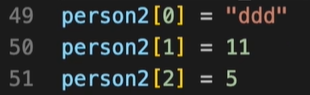 49 person2[0] = "ddd"
50 person2[1] = 11
51 person2[2] = 5